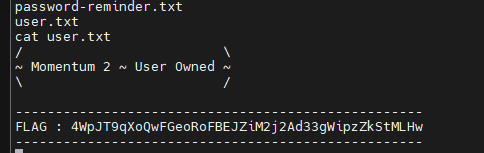 password-reminder.txt
user.txt
cat user.txt
/                         \
~ Momentum 2 ~ User Owned ~
\                         /

---------------------------------------------------
FLAG : 4WpJT9qXoQwFGeoRoFBEJZiM2j2Ad33gWipzZkStMLHw
---------------------------------------------------